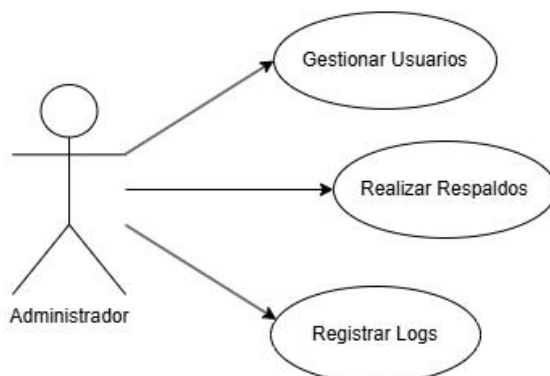 Gestionar Usuarios
Realizar Respaldos
Administrador
Registrar Logs